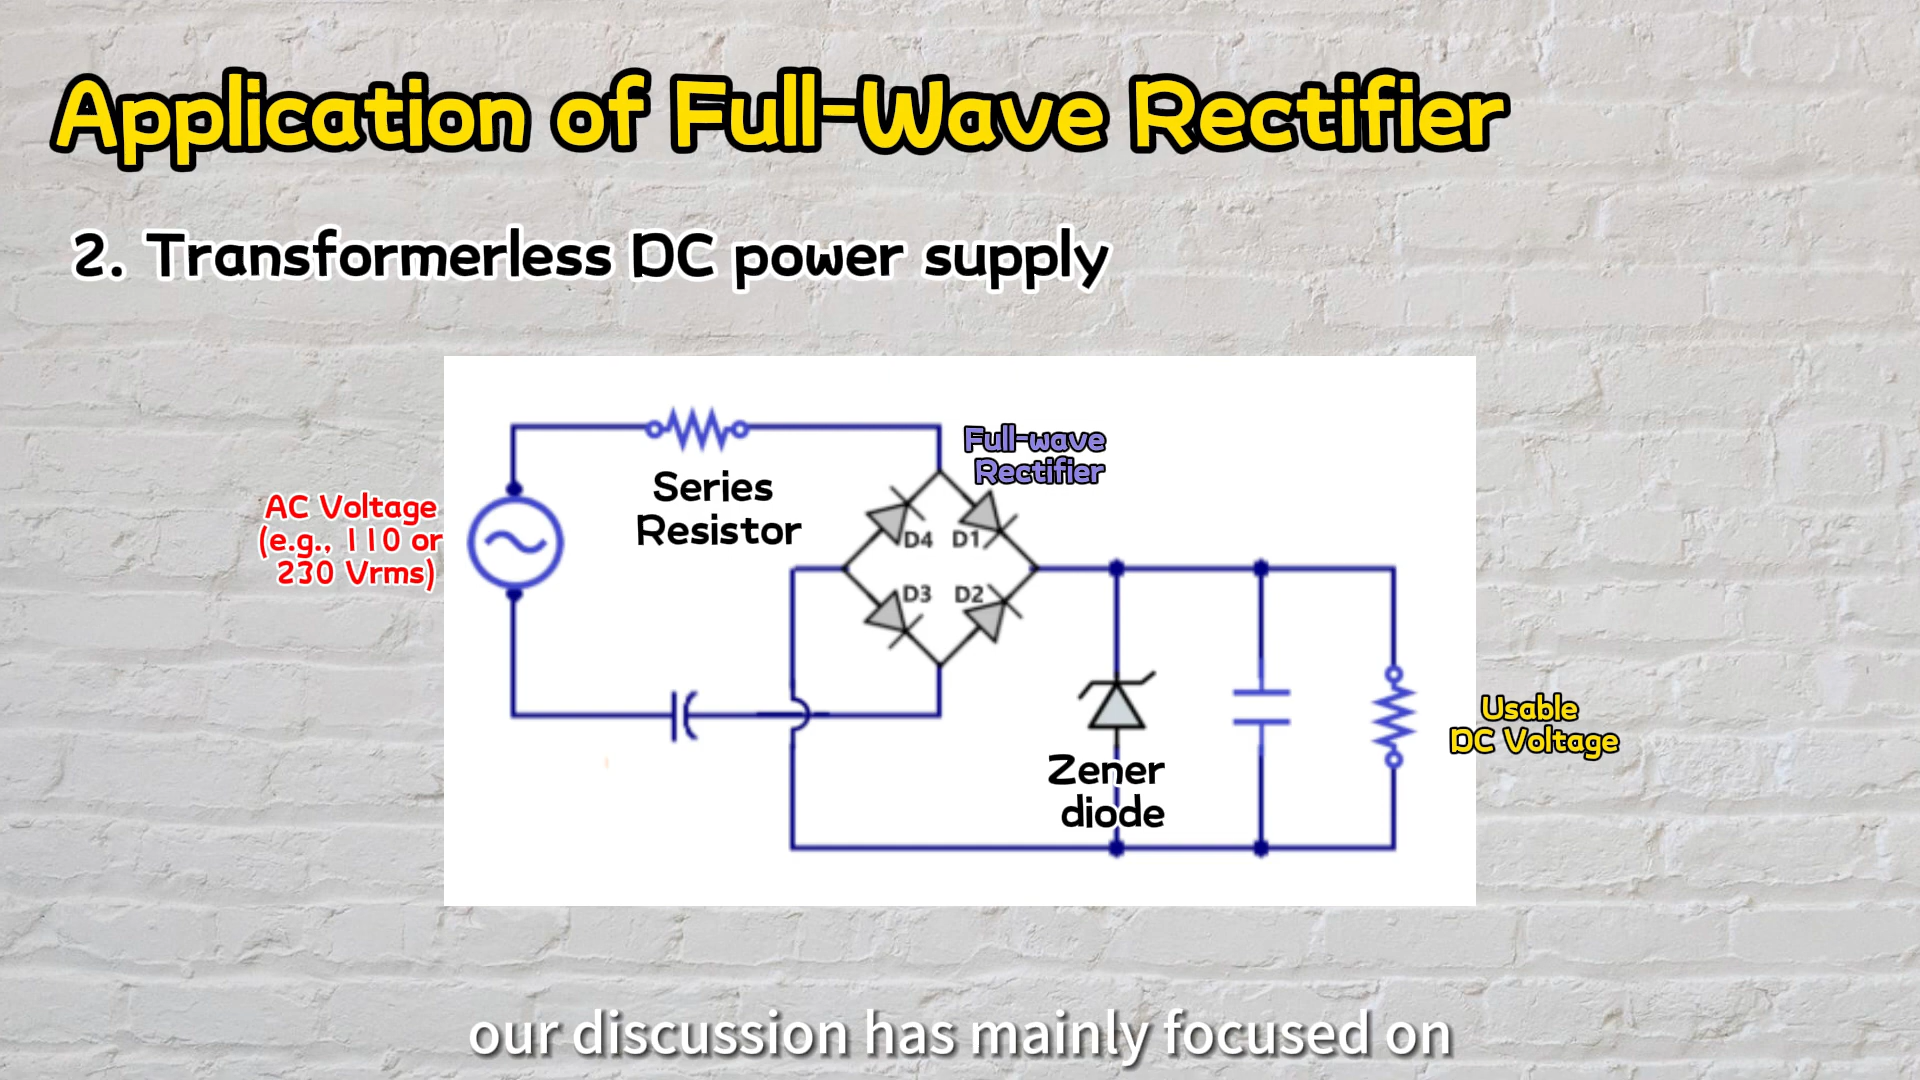 Application of Full-Wave Rectifier
2. Transformerless DC power supply
Full-wave
Rectifier
Series
Resistor
AC Voltage
(e.g., 110 or
230 Vrms)
D4 D1
D3 D2
Usable
DC Voltage
Zener
diode
our discussion has mainly focused on